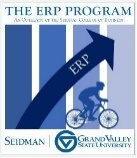 THE ERP PROGRAM
AN OUTREACH OF THE SEIDMAN COLLEGE OF BUSINESS
ERP
SEIDMAN
GRAND VALLEY
STATE UNIVERSITY